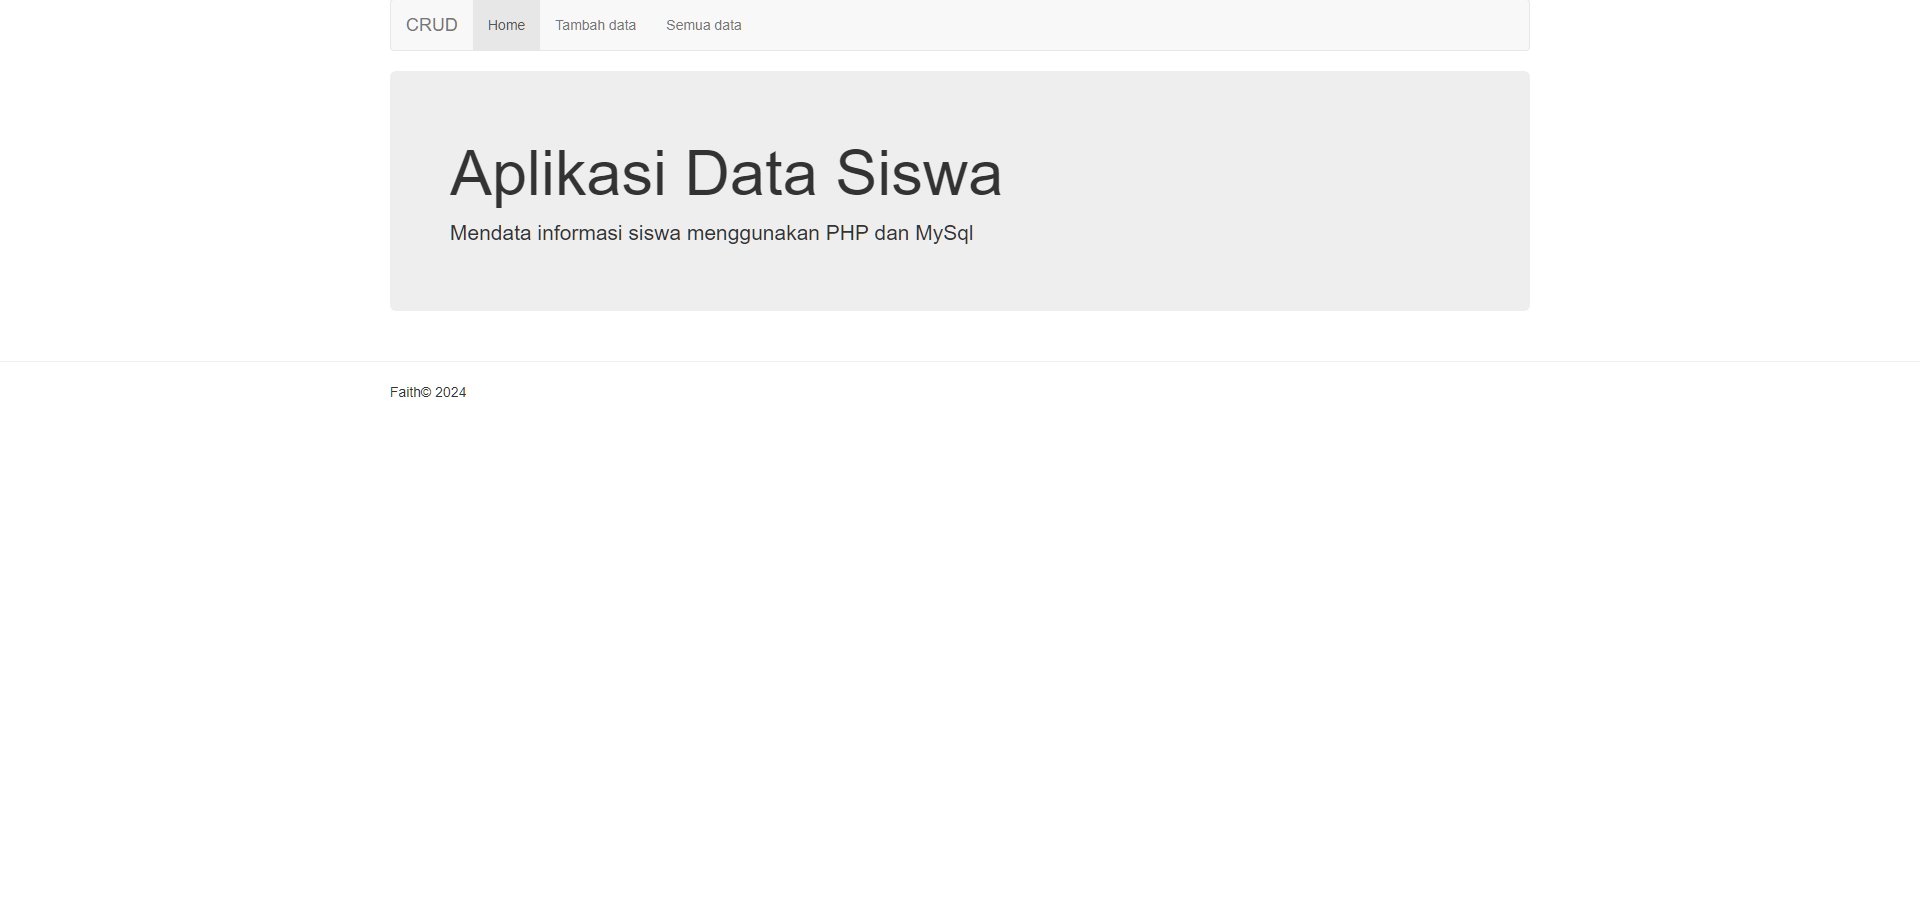 CRUD Home Tambah data Semua data
Aplikasi Data Siswa
Mendata informasi siswa menggunakan PHP dan MySql
Faith© 2024